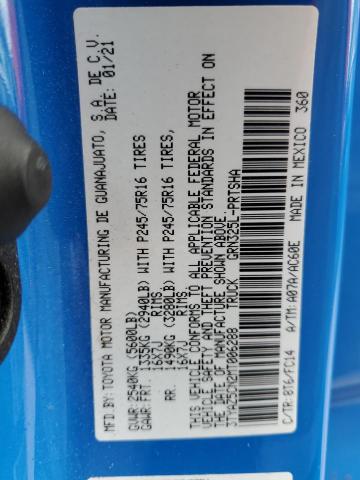 MFD. BY: TOYOTA MOTOR MANUFACTURING DE GUANAJUATO, S.A. DE C.V.
DATE: 01/21
GVWR: 2540KG (5600LB)
GAWR: FRT. 1335KG (2940LB) WITH P245/75R16 TIRES
16X7J RIMS,
RR. 1490KG (3280LB) WITH P245/75R16 TIRES
16X7J RIMS,
THIS VEHICLE CONFORMS TO ALL APPLICABLE FEDERAL MOTOR
VEHICLE SAFETY AND THEFT PREVENTION STANDARDS IN EFFECT ON
THE DATE OF MANUFACTURE SHOWN ABOVE.
3TYAZ5CN2MT006288 TRUCK GRN325L-PRTSHA
C/TR: 8T6/FC14 A/TM: A07A/AC60E MADE IN MEXICO 360